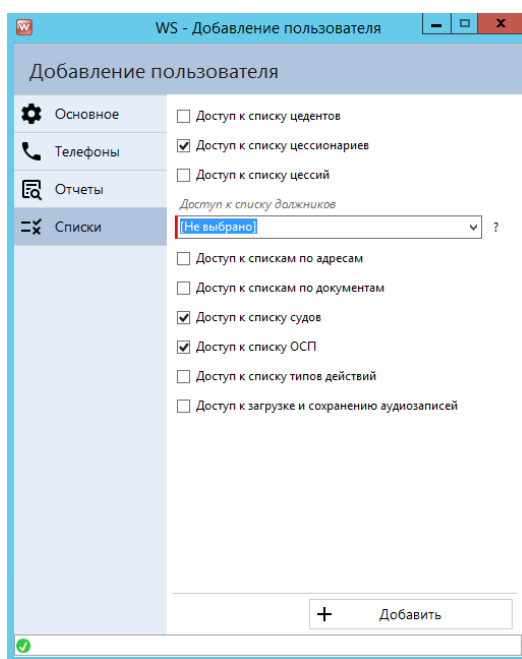 WS - Добавление пользователя
Добавление пользователя
Основное
Телефоны
Отчеты
Списки
Доступ к списку цедентов
Доступ к списку цессионариев
Доступ к списку цессий
Доступ к списку должников
[Не выбрано]
?
Доступ к спискам по адресам
Доступ к спискам по документам
Доступ к списку судов
Доступ к списку ОСП
Доступ к списку типов действий
Доступ к загрузке и сохранению аудиозаписей
+ Добавить